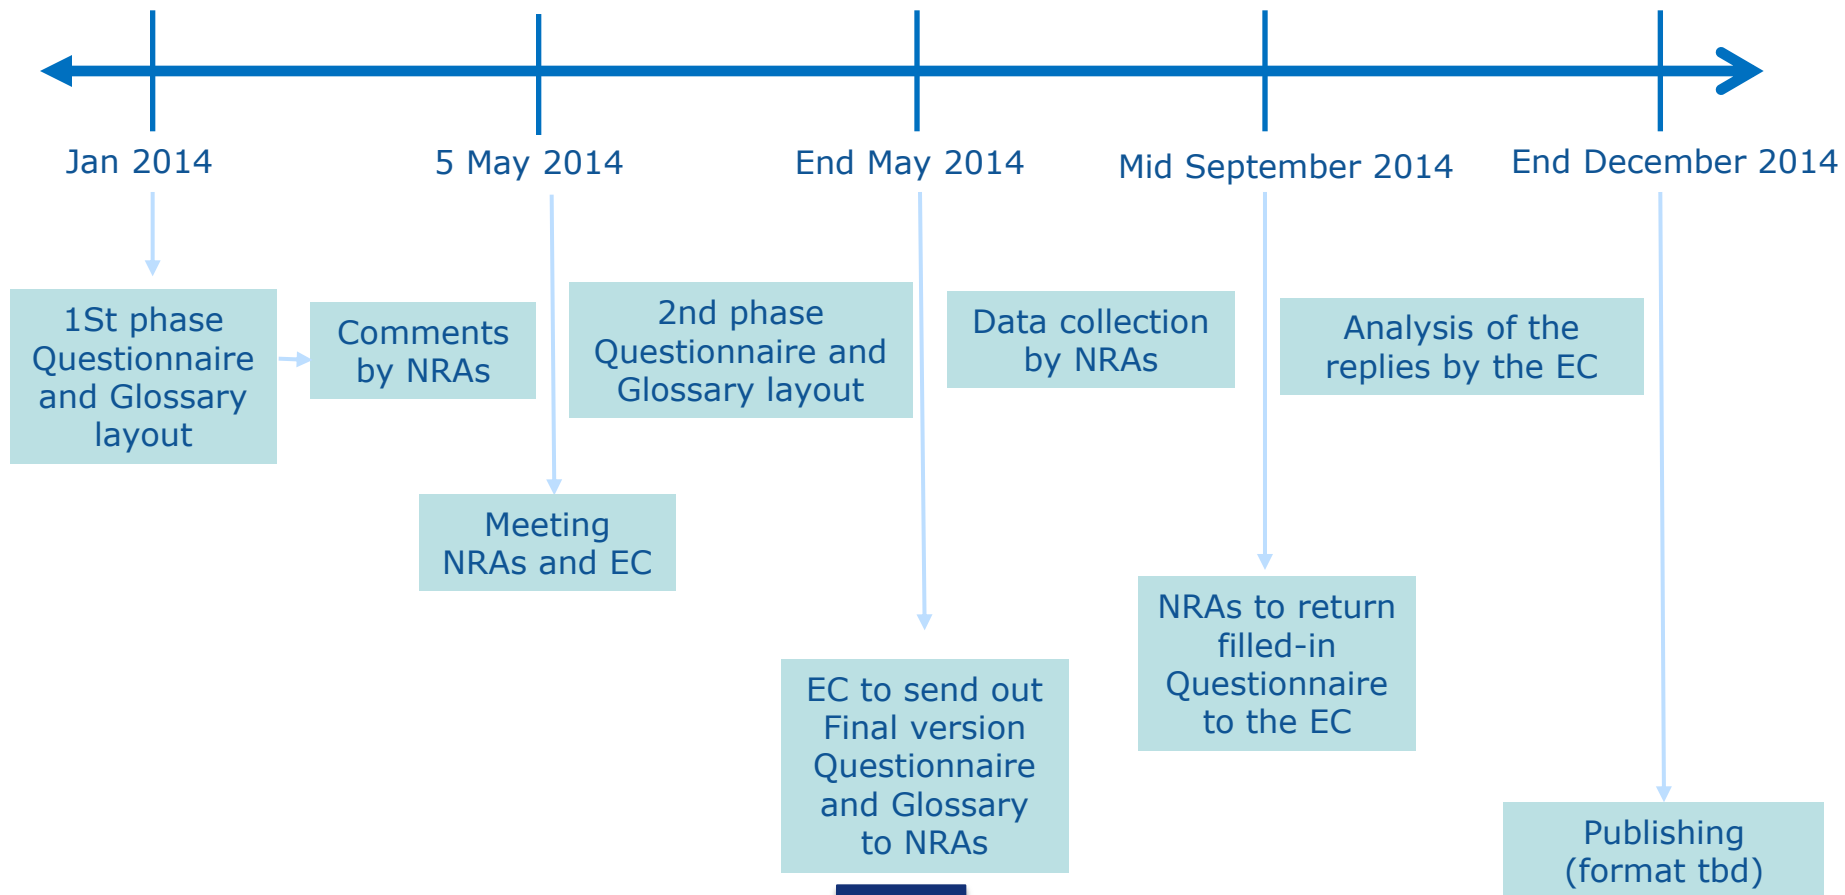 Jan 2014
5 May 2014
End May 2014
Mid September 2014
End December 2014
1St phase
Questionnaire
and Glossary
layout
Comments
by NRAs
2nd phase
Questionnaire and
Glossary layout
Data collection
by NRAs
Analysis of the
replies by the EC
Meeting
NRAs and EC
NRAs to return
filled-in
Questionnaire
to the EC
EC to send out
Final version
Questionnaire
and Glossary
to NRAs
Publishing
(format tbd)